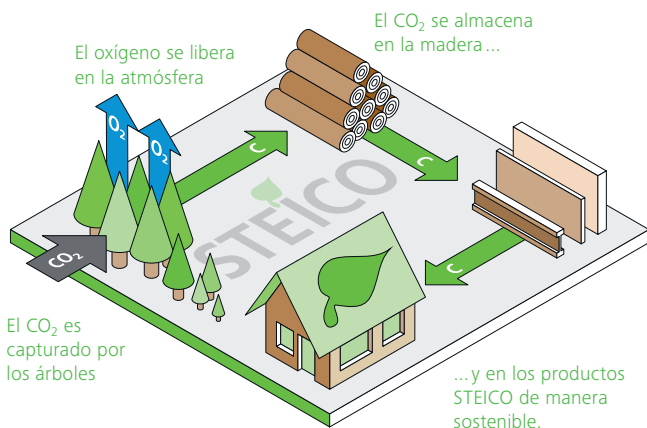 El CO₂ se almacena
en la madera...
El oxígeno se libera
en la atmósfera
O₂
O₂
C
C
STEICO
CO₂
C
El CO₂ es
capturado por
los árboles
...y en los productos
STEICO de manera
sostenible.